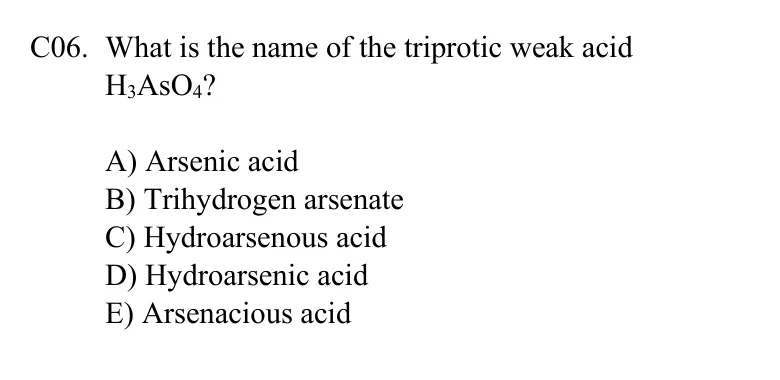 C06. What is the name of the triprotic weak acid
H₃AsO₄?
A) Arsenic acid
B) Trihydrogen arsenate
C) Hydroarsenous acid
D) Hydroarsenic acid
E) Arsenacious acid